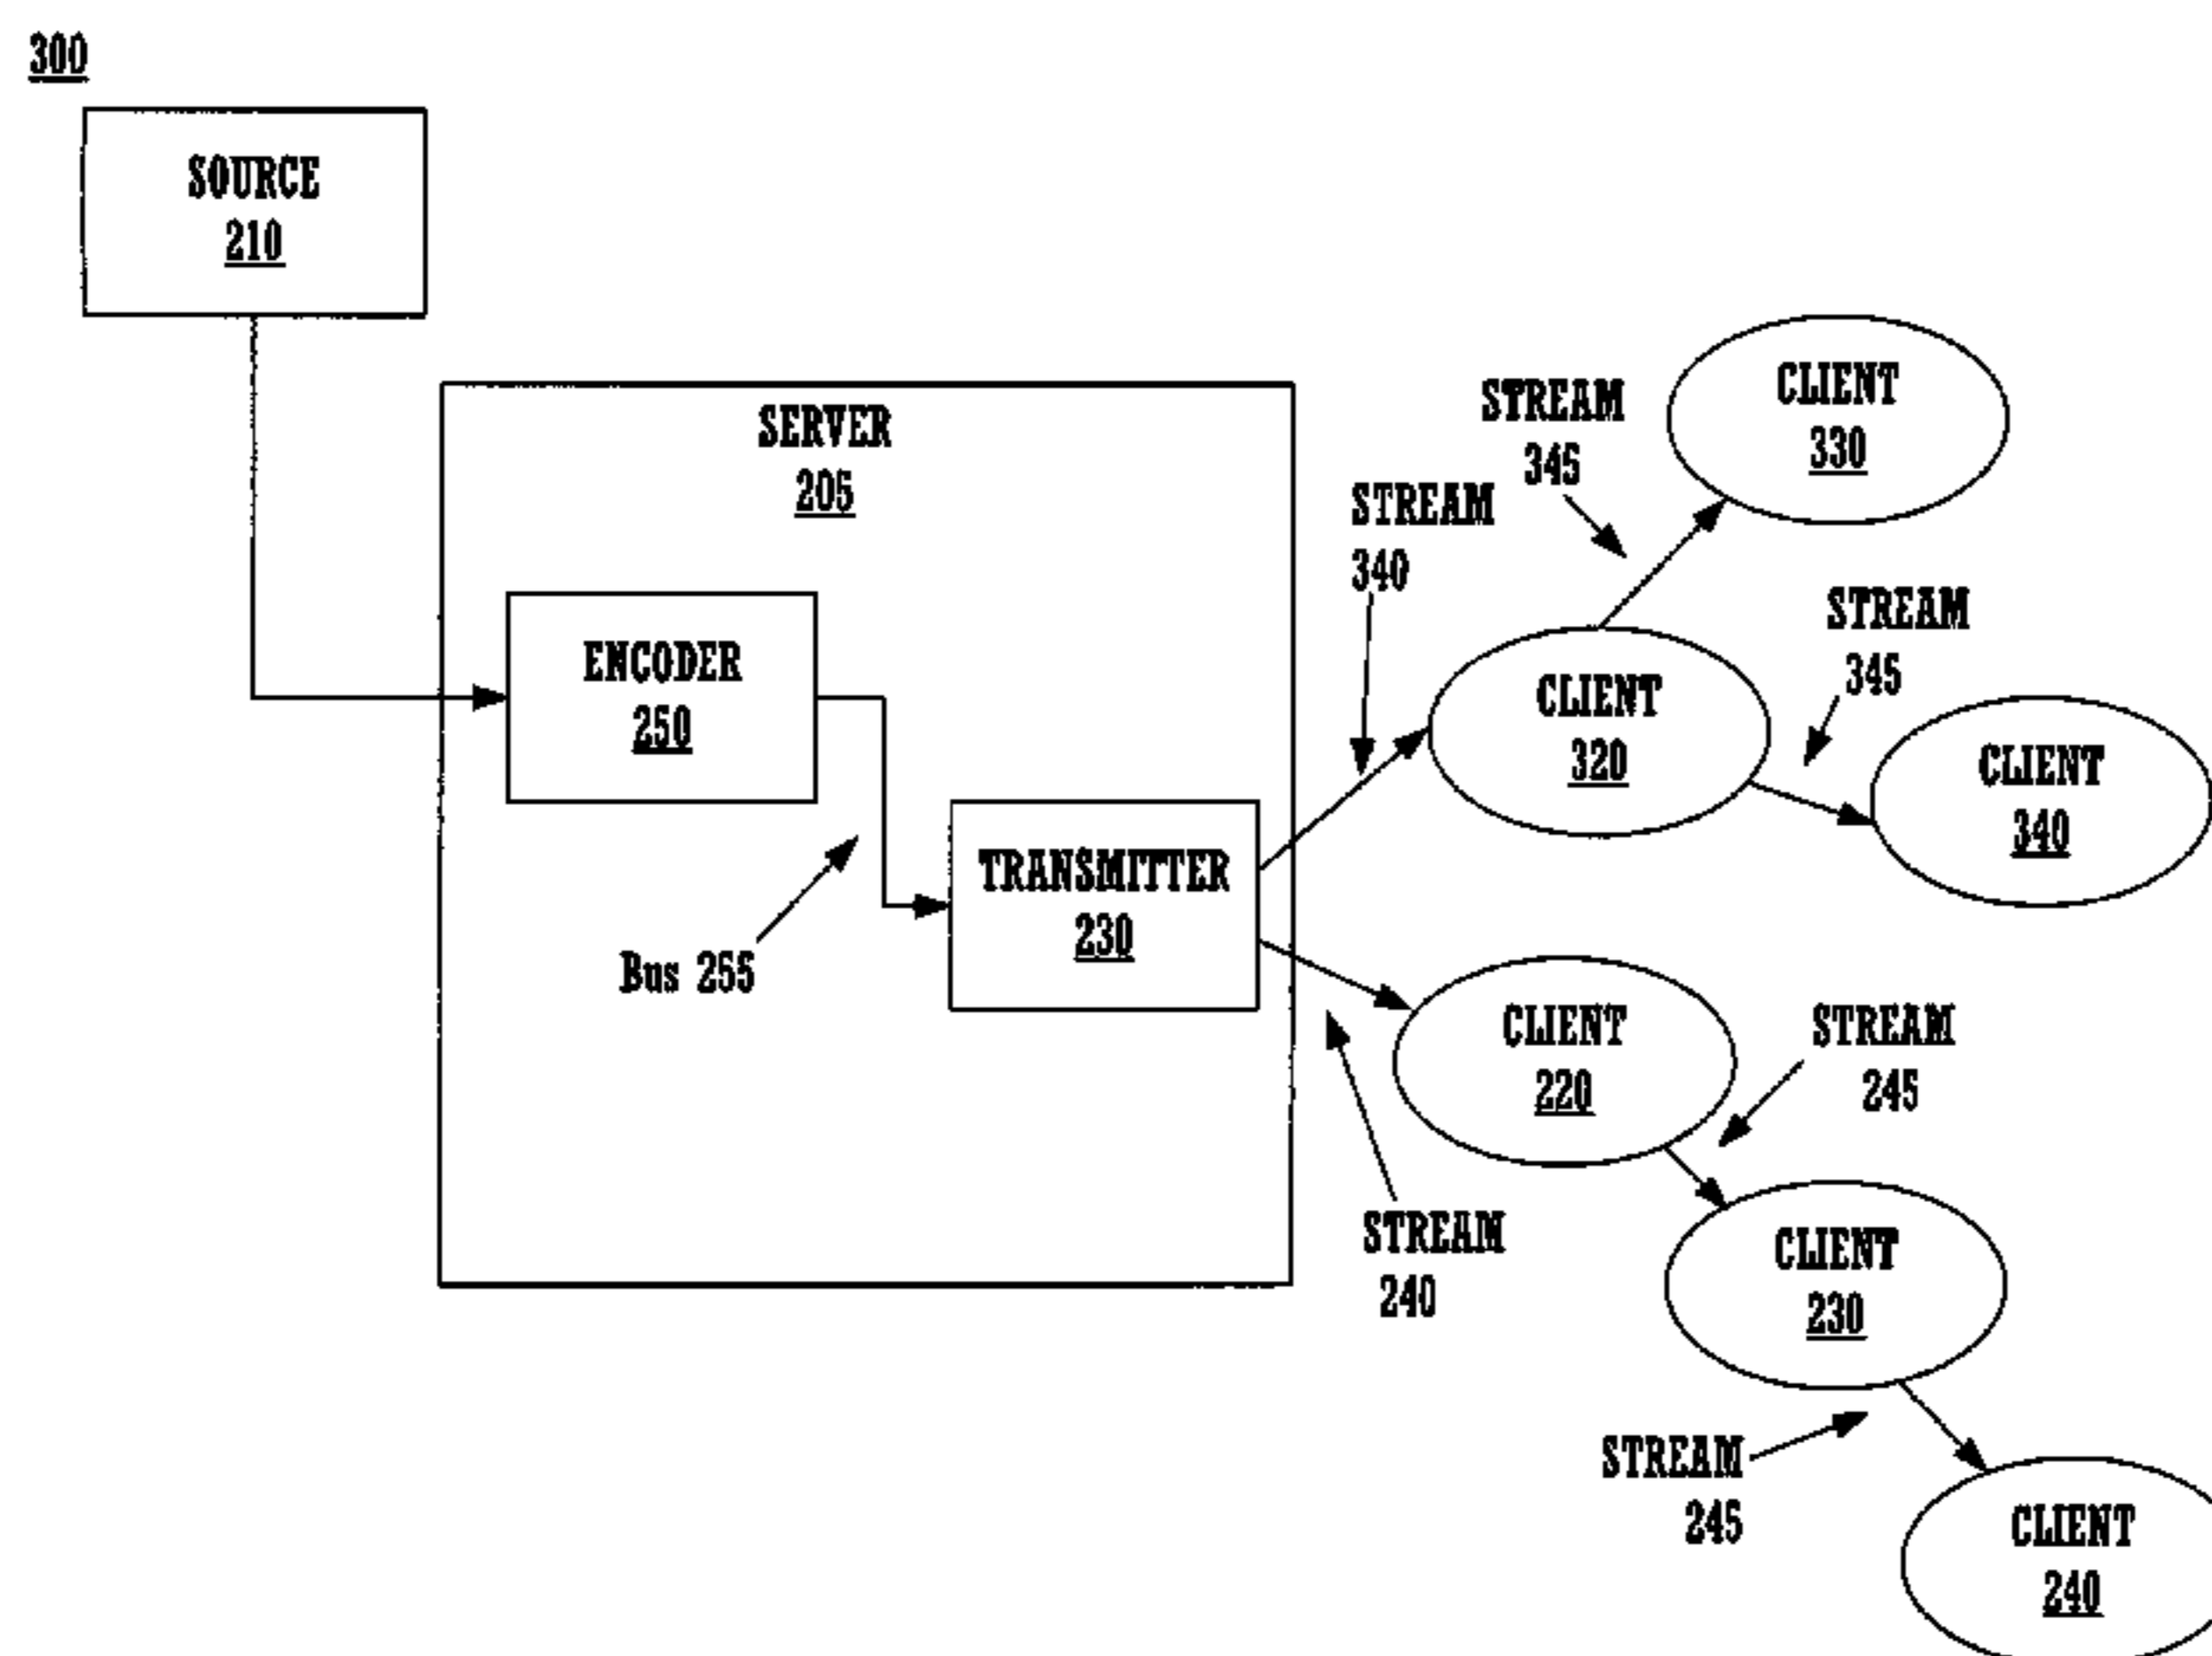 300
SOURCE
210
SERVER
205
ENCODER
250
Bus 255
TRANSMITTER
230
STREAM
340
STREAM
345
CLIENT
330
CLIENT
320
STREAM
345
CLIENT
340
CLIENT
220
STREAM
245
STREAM
240
CLIENT
230
STREAM
245
CLIENT
240